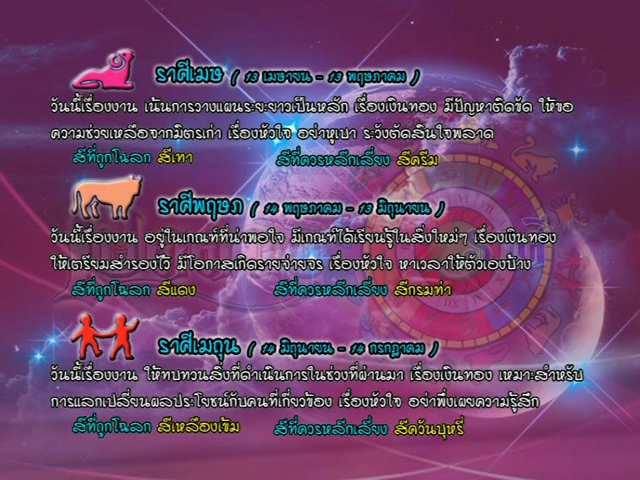 ราศีเมษ ( 13 เมษายน - 13 พฤษภาคม )
วันนี้เรื่องงาน เน้นการวางแผนระยะยาวเป็นหลัก เรื่องเงินทอง มีปัญหาติดขัด ให้ขอ
ความช่วยเหลือจากมิตรเก่า เรื่องหัวใจ อย่าหูเบา ระวังตัดสินใจพลาด
สีที่ถูกโฉลก สีเทา สีที่ควรหลีกเลี่ยง สีครีม
ราศีพฤษภ ( 14 พฤษภาคม - 13 มิถุนายน )
วันนี้เรื่องงาน อยู่ในเกณฑ์ที่น่าพอใจ มีเกณฑ์ได้เรียนรู้ในสิ่งใหม่ๆ เรื่องเงินทอง
ให้เตรียมสำรองไว้ มีโอกาสเกิดรายจ่ายจร เรื่องหัวใจ หาเวลาให้ตัวเองบ้าง
สีที่ถูกโฉลก สีแดง สีที่ควรหลีกเลี่ยง สีกรมท่า
ราศีเมถุน ( 14 มิถุนายน - 14 กรกฎาคม )
วันนี้เรื่องงาน ให้ทบทวนสิ่งที่ดำเนินการในช่วงที่ผ่านมา เรื่องเงินทอง เหมาะสำหรับ
การแลกเปลี่ยนผลประโยชน์กับคนที่เกี่ยวข้อง เรื่องหัวใจ อย่าพึ่งเผยความรู้สึก
สีที่ถูกโฉลก สีเหลืองเข้ม สีที่ควรหลีกเลี่ยง สีควันบุหรี่